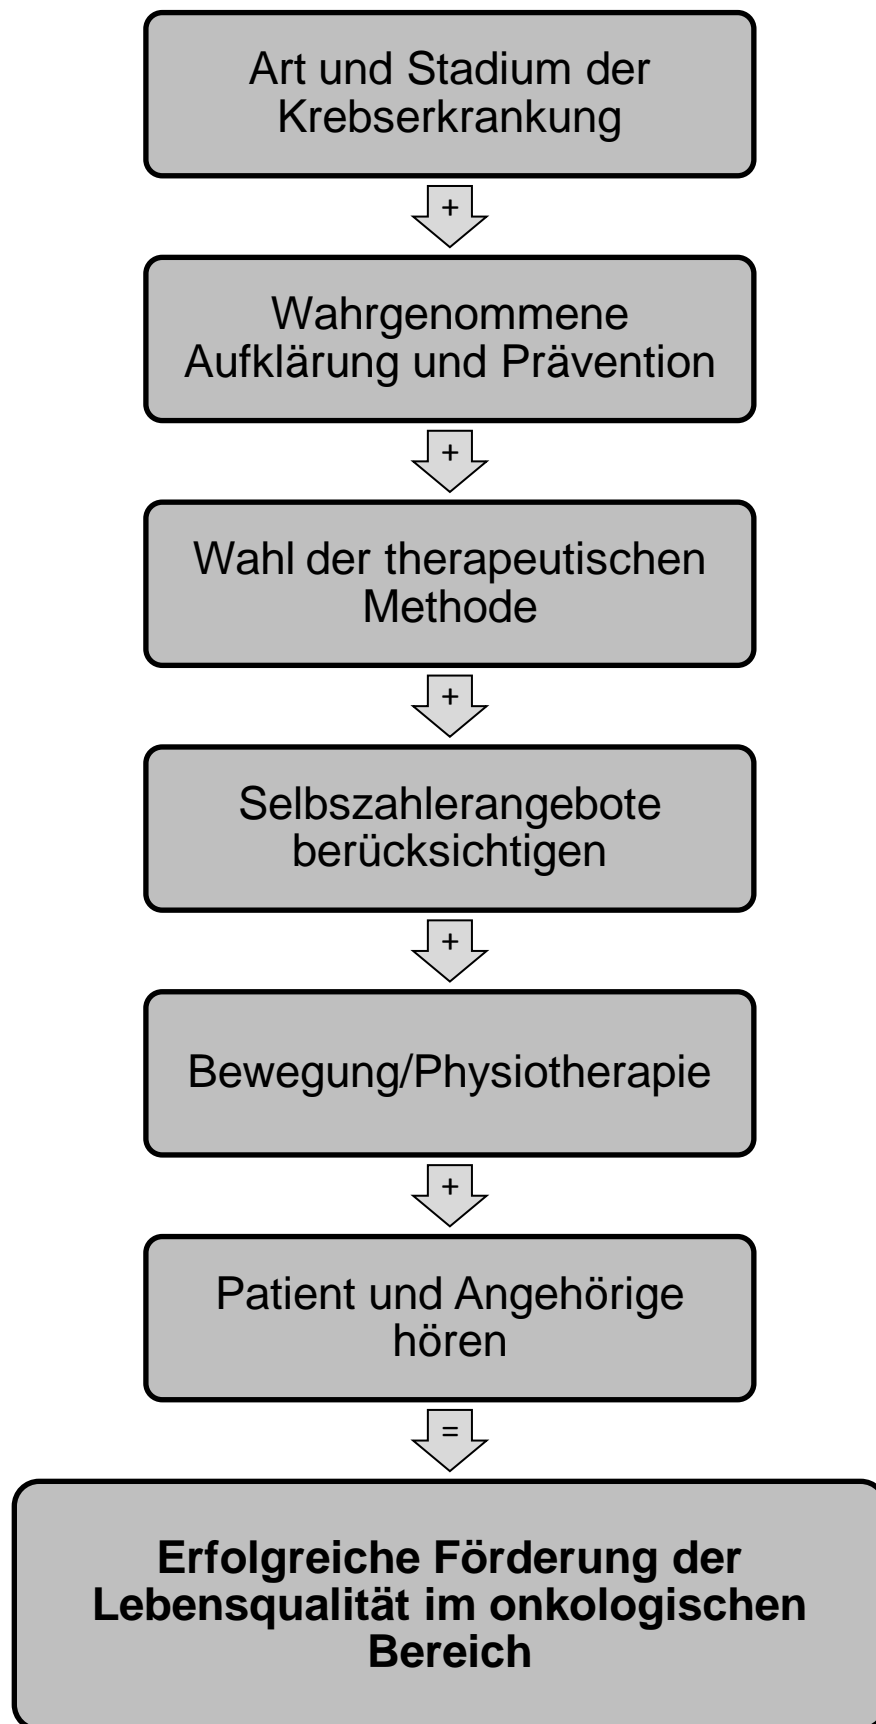 Art und Stadium der
Krebserkrankung
+
Wahrgenommene
Aufklärung und Prävention
+
Wahl der therapeutischen
Methode
+
Selbszahlerangebote
berücksichtigen
+
Bewegung/Physiotherapie
+
Patient und Angehörige
hören
=
Erfolgreiche Förderung der
Lebensqualität im onkologischen
Bereich